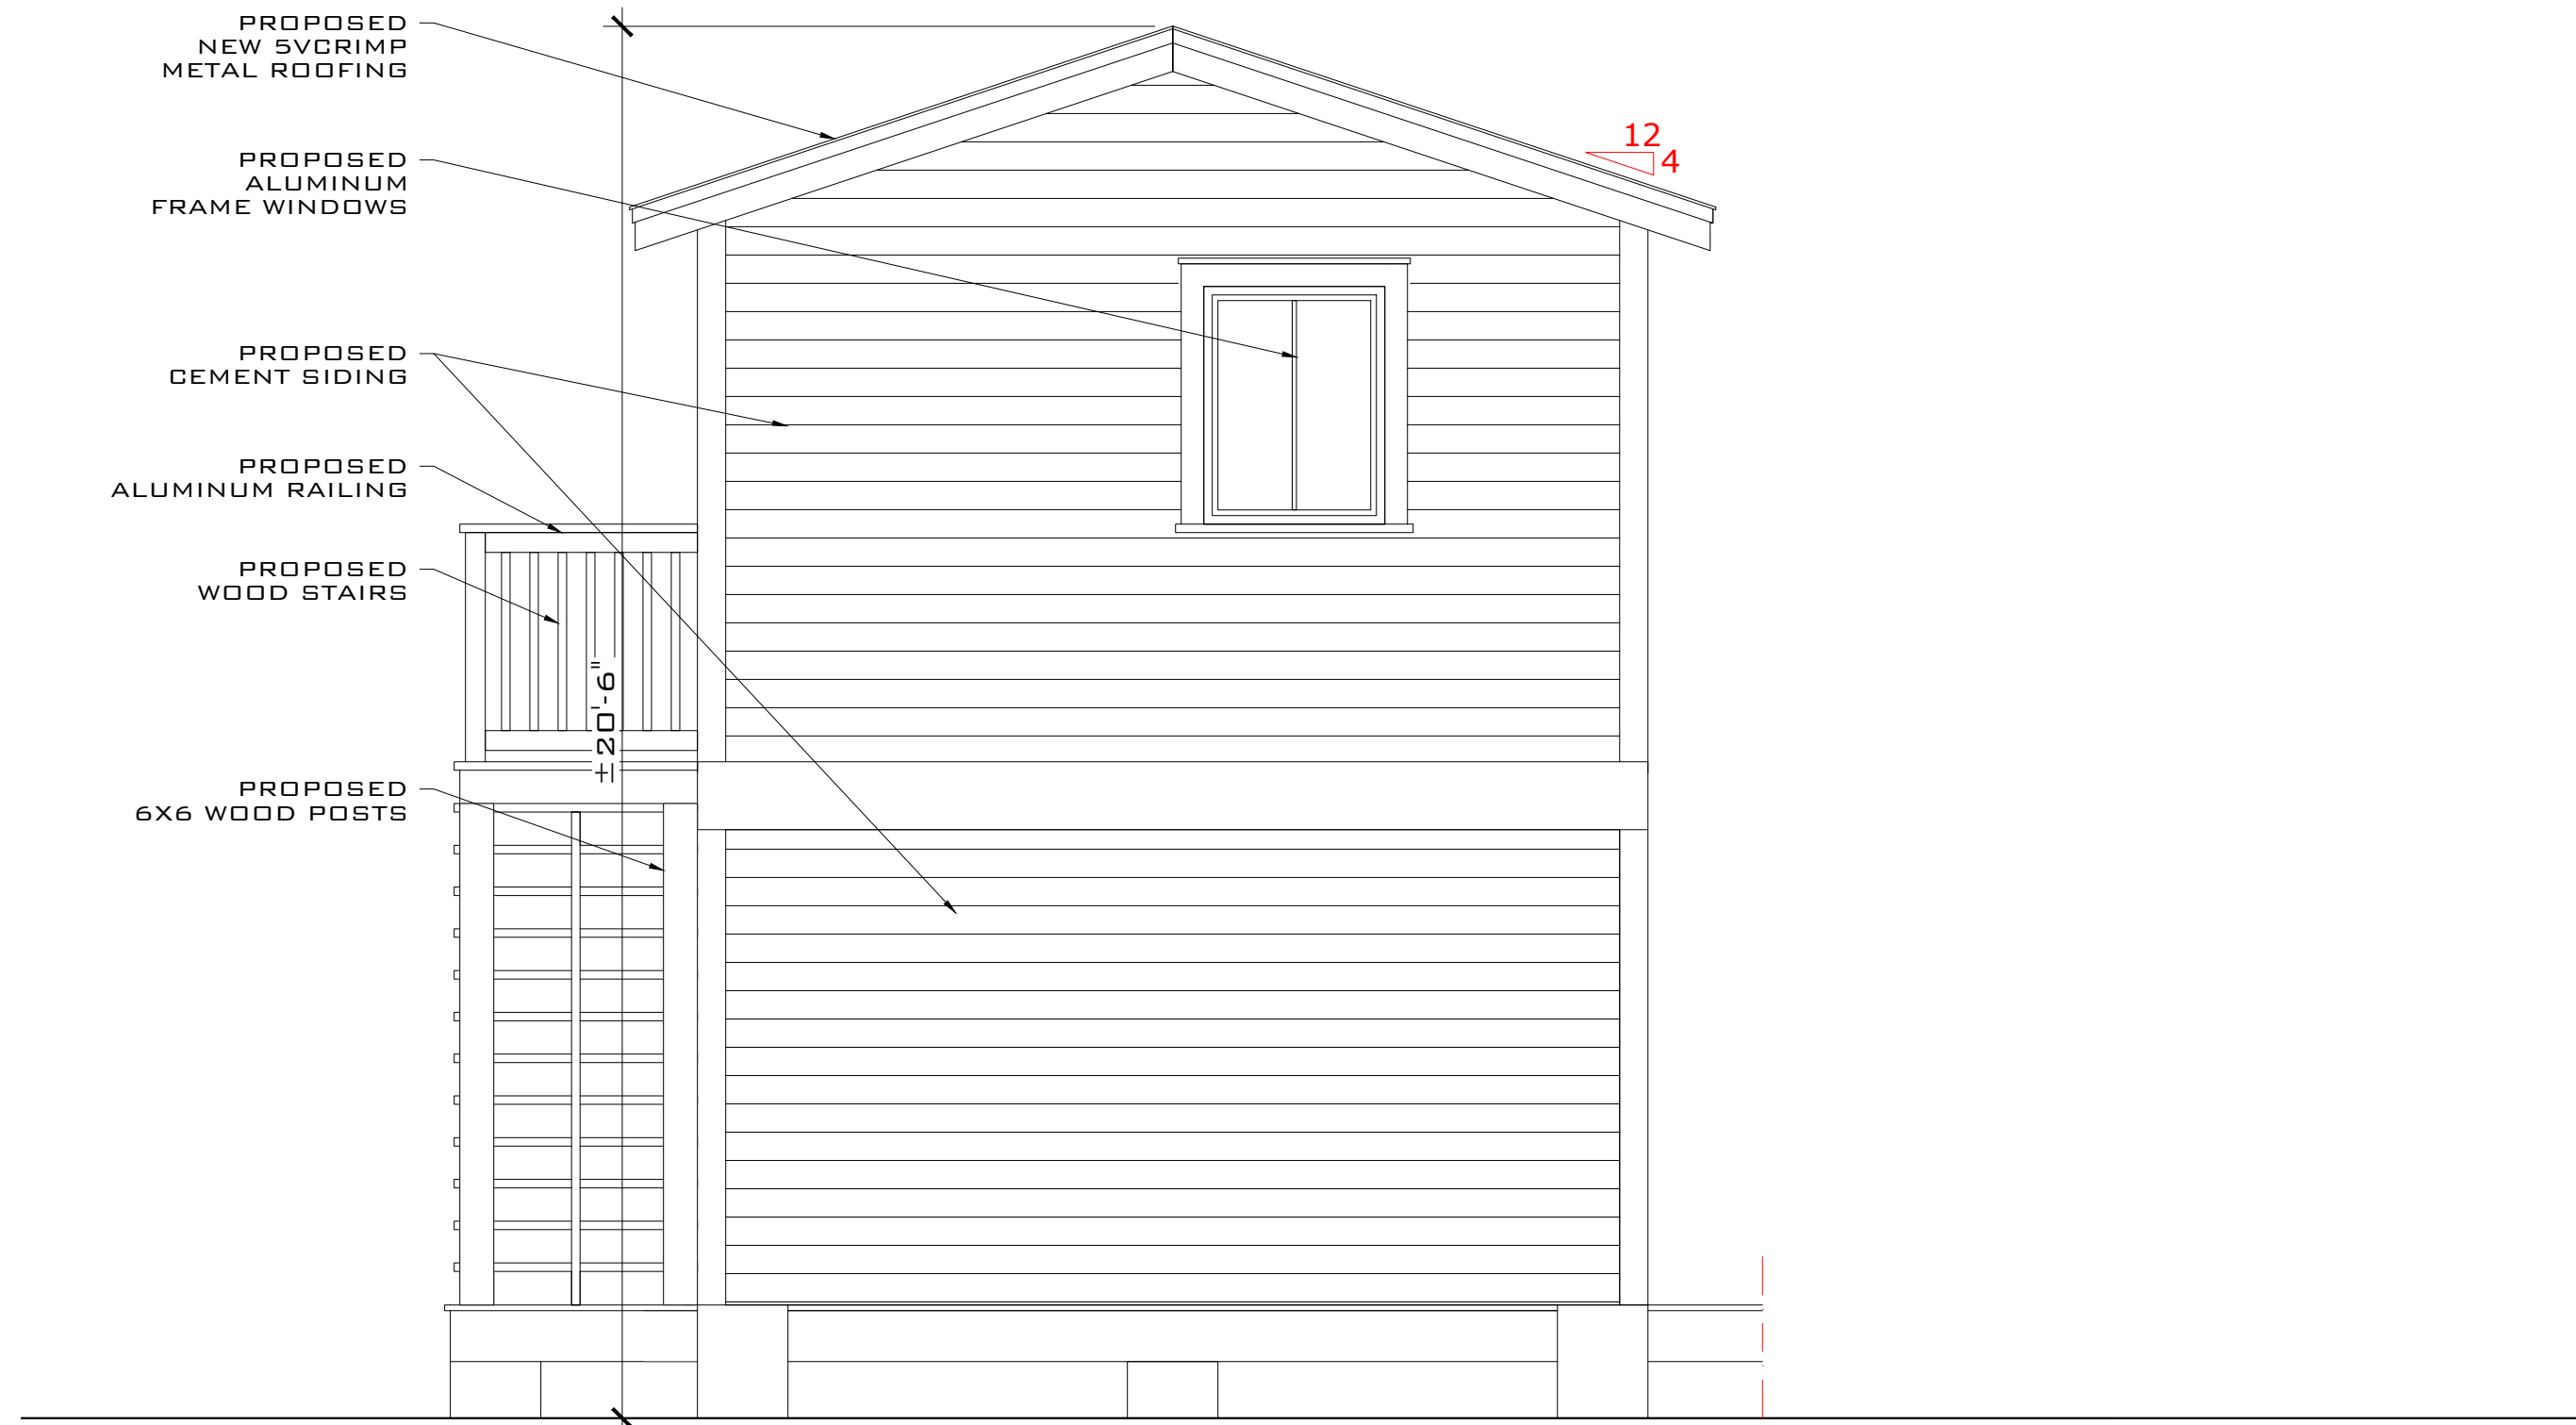 PROPOSED
NEW 5VCRIMP
METAL ROOFING
12
4
PROPOSED
ALUMINUM
FRAME WINDOWS
PROPOSED
CEMENT SIDING
PROPOSED
ALUMINUM RAILING
PROPOSED
WOOD STAIRS
±20'-6"
PROPOSED
6X6 WOOD POSTS